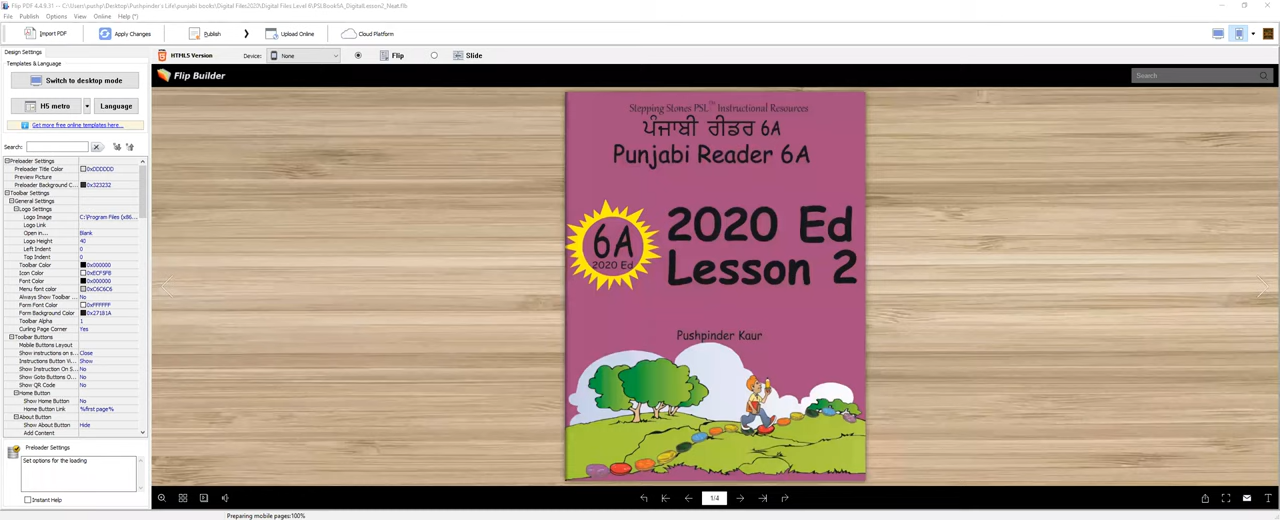 Flip PDF 4.4.9.31 -- C:\Users\pushp\Desktop\Pushpinder s Life\punjabi books\Digital Files2020\Digital Files Level 6\PSLBook6A_DigitalLesson2_Neat.flb
File Publish Options View Online Help (*)
Import PDF Apply Changes Publish Upload Online Cloud Platform
Design Settings
HTML5 Version Device: None Flip Slide
Templates & Language
Switch to desktop mode
Flip Builder
Search
H5 metro Language
Get more free online templates here...
Search:
Preloader Settings
Preloader Title Color 0xDDDDDD
Preview Picture
Preloader Background C... 0x323232
Toolbar Settings
General Settings
Logo Settings
Logo Image C:\Program Files (x86...
Logo Link
Open in... Blank
Logo Height 40
Left Indent 0
Top Indent 0
Toolbar Color 0x000000
Icon Color 0xECF5FB
Font Color 0x000000
Menu font color 0xC6C6C6
Always Show Toolbar ... No
Form Font Color 0xFFFFFF
Form Background Color 0x27181A
Toolbar Alpha 1
Curling Page Corner Yes
Toolbar Buttons
Mobile Buttons Layout
Show instructions on s... Close
Instructions Button Vi... Show
Show Instruction On S... No
Show Goto Buttons O... No
Show QR Code No
Home Button
Show Home Button No
Home Button Link %first page%
About Button
Show About Button Hide
Add Content
Preloader Settings
Set options for the loading
Instant Help
Stepping Stones PSL™ Instructional Resources
ਪੰਜਾਬੀ ਰੀਡਰ 6A
Punjabi Reader 6A
6A
2020 Ed
2020 Ed
Lesson 2
Pushpinder Kaur
1/4
Preparing mobile pages:100%